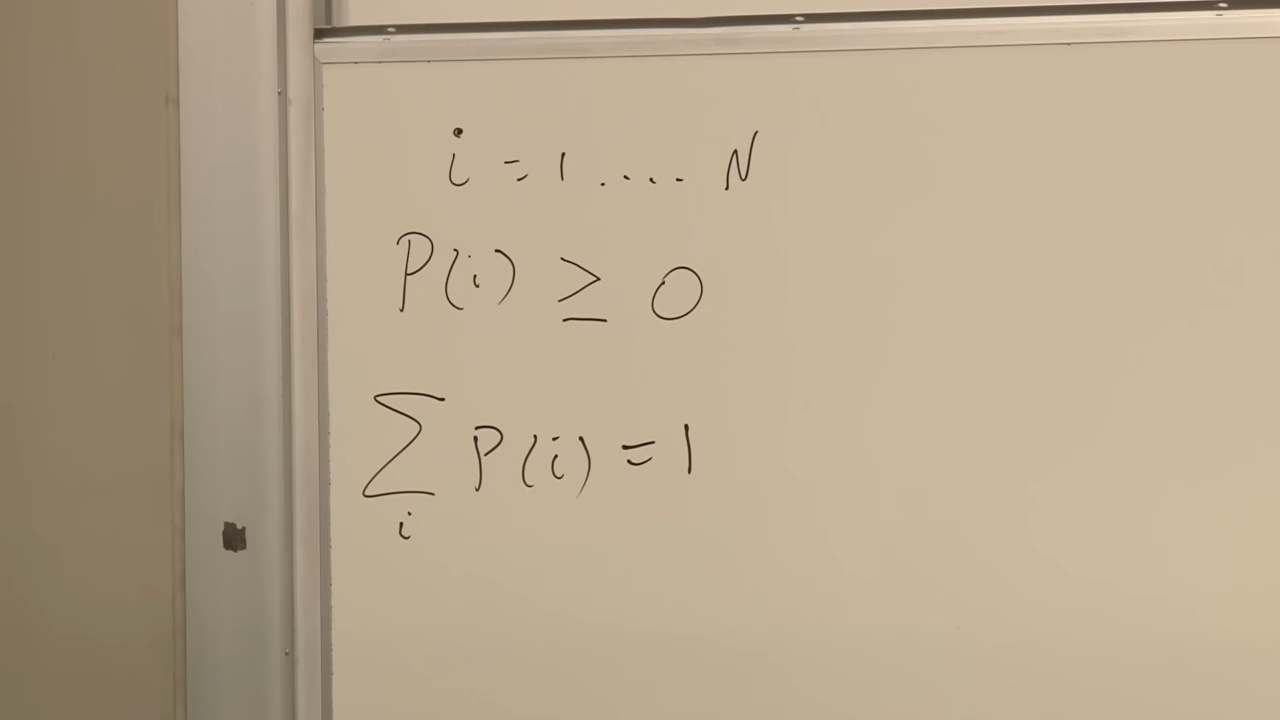 i = 1 .... N
P(i) ≥ 0
∑ P(i) = 1
i